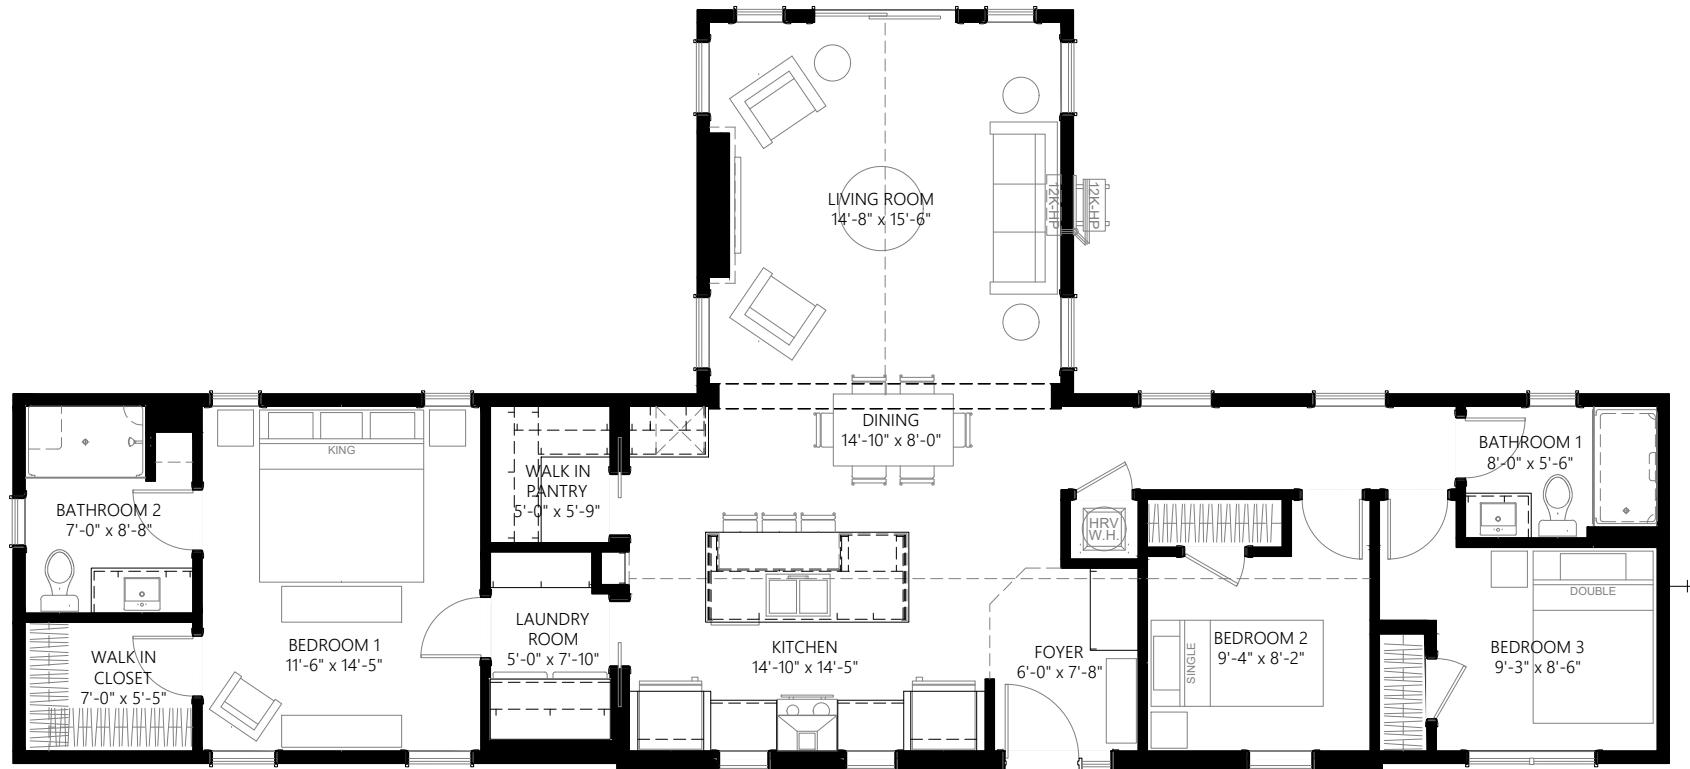 LIVING ROOM
14'-8" x 15'-6"
12K-HP
12K-HP
DINING
14'-10" x 8'-0"
KING
WALK IN
PANTRY
5'-0" x 5'-9"
BATHROOM 2
7'-0" x 8'-8"
BATHROOM 1
8'-0" x 5'-6"
HRV
W.H.
DOUBLE
LAUNDRY
ROOM
5'-0" x 7'-10"
BEDROOM 1
11'-6" x 14'-5"
WALK IN
CLOSET
7'-0" x 5'-5"
KITCHEN
14'-10" x 14'-5"
FOYER
6'-0" x 7'-8"
SINGLE
BEDROOM 2
9'-4" x 8'-2"
BEDROOM 3
9'-3" x 8'-6"